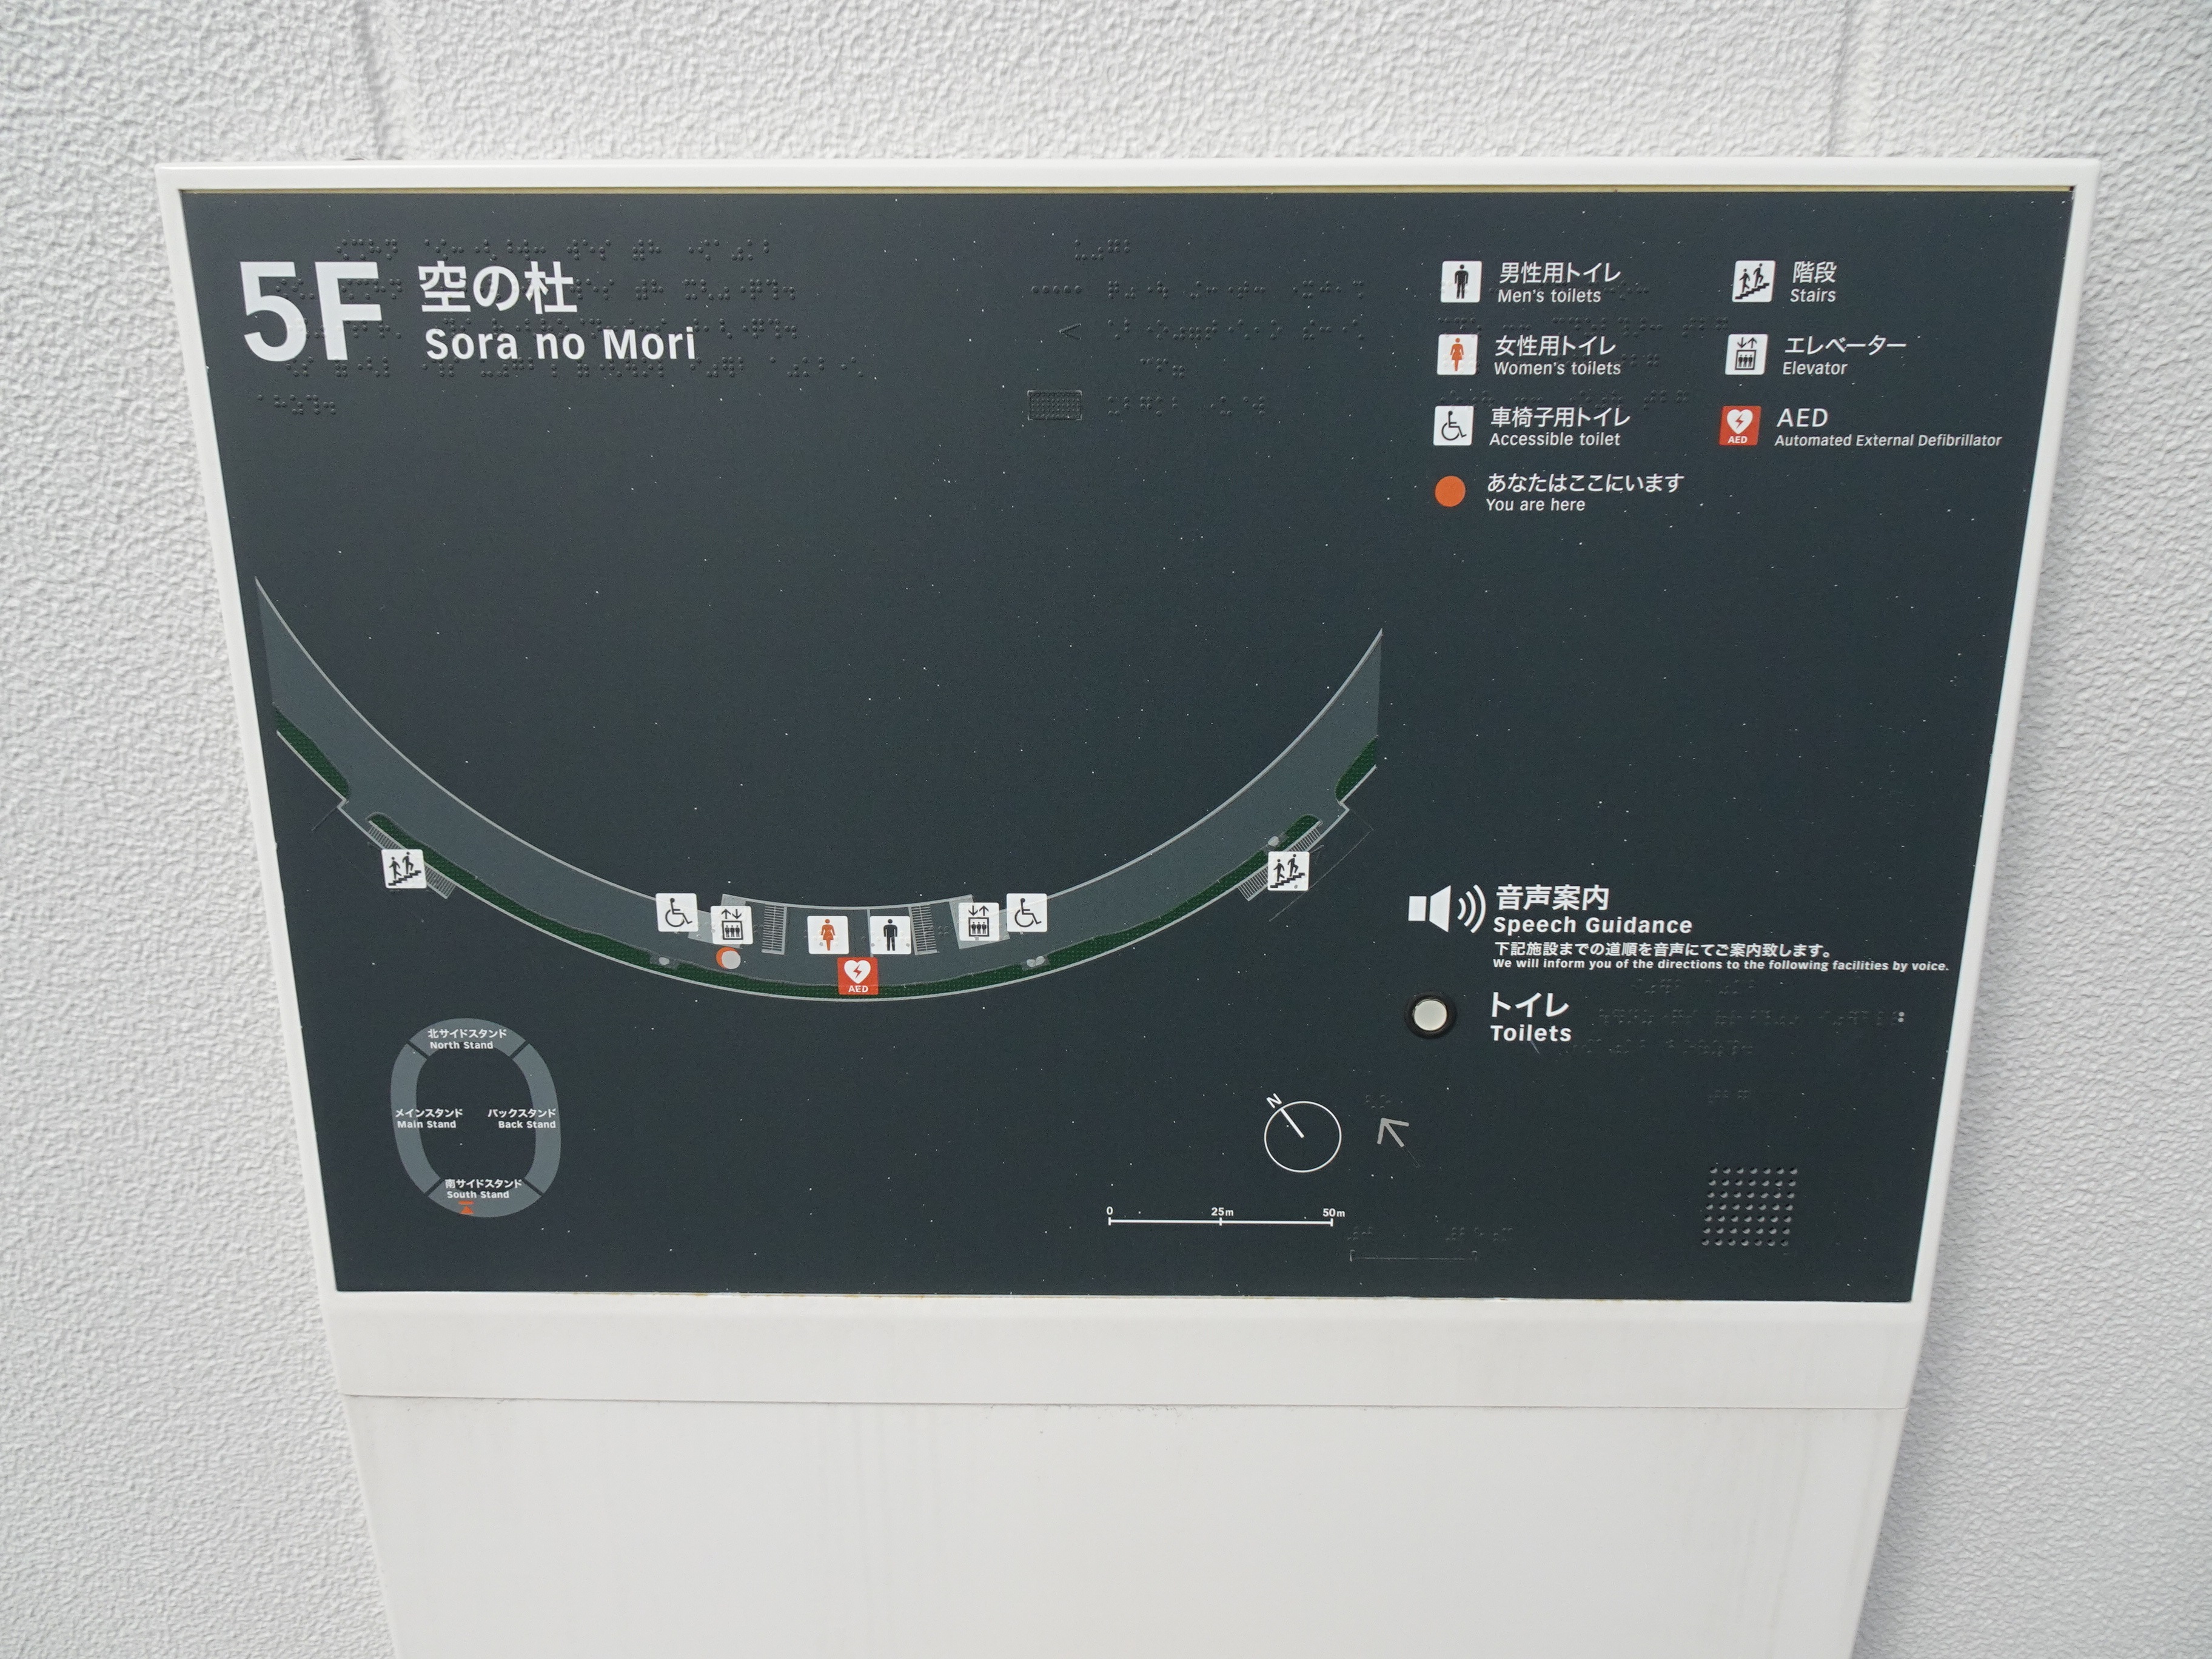 5F 空の杜
Sora no Mori
男性用トイレ
Men's toilets
女性用トイレ
Women's toilets
車椅子用トイレ
Accessible toilet
あなたはここにいます
You are here
階段
Stairs
エレベーター
Elevator
AED
AED
Automated External Defibrillator
AED
北サイドスタンド
North Stand
メインスタンド
Main Stand
バックスタンド
Back Stand
南サイドスタンド
South Stand
音声案内
Speech Guidance
下記施設までの道順を音声にてご案内致します。
We will inform you of the directions to the following facilities by voice.
トイレ
Toilets
N
0 25m 50m